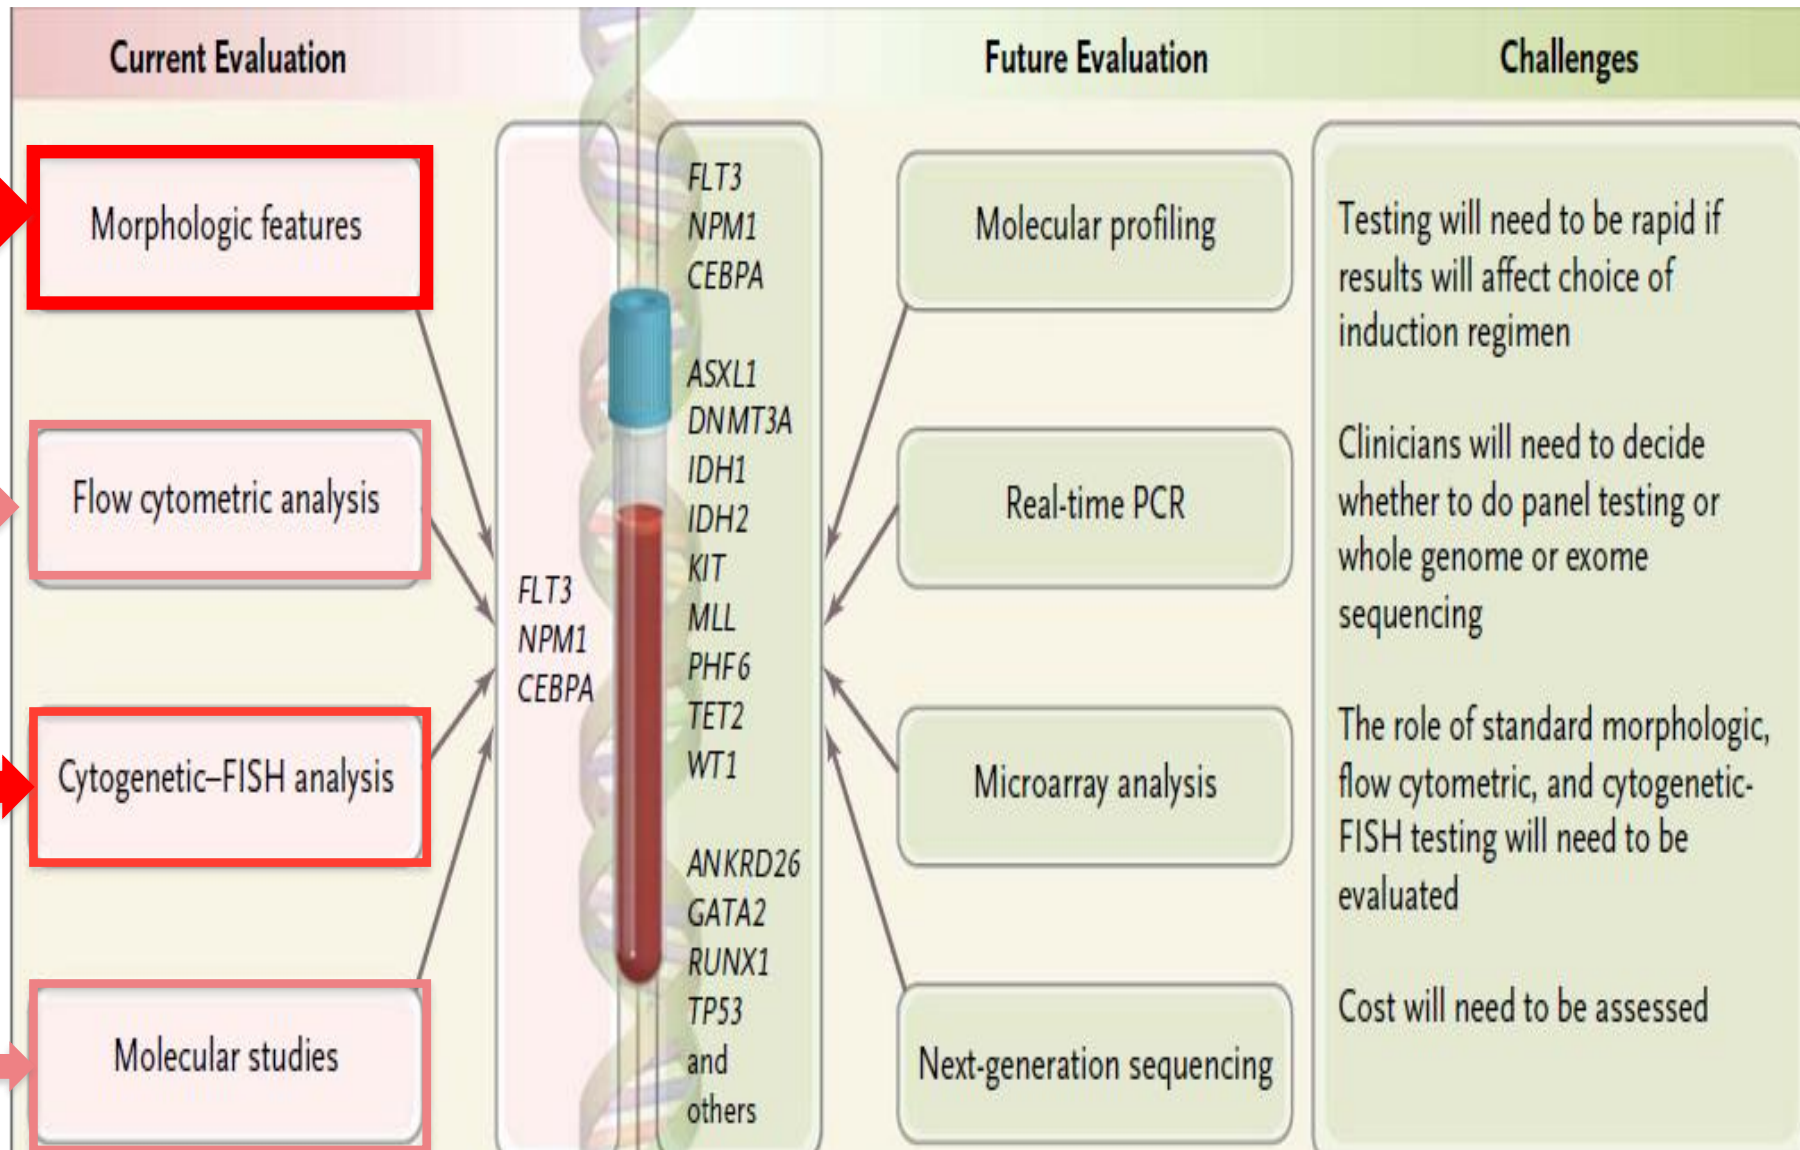 Current Evaluation
Future Evaluation
Challenges
Morphologic features
Flow cytometric analysis
Cytogenetic–FISH analysis
Molecular studies
FLT3
NPM1
CEBPA
FLT3
NPM1
CEBPA
ASXL1
DNMT3A
IDH1
IDH2
KIT
MLL
PHF6
TET2
WT1
ANKRD26
GATA2
RUNX1
TP53
and
others
Molecular profiling
Real-time PCR
Microarray analysis
Next-generation sequencing
Testing will need to be rapid if
results will affect choice of
induction regimen
Clinicians will need to decide
whether to do panel testing or
whole genome or exome
sequencing
The role of standard morphologic,
flow cytometric, and cytogenetic-
FISH testing will need to be
evaluated
Cost will need to be assessed